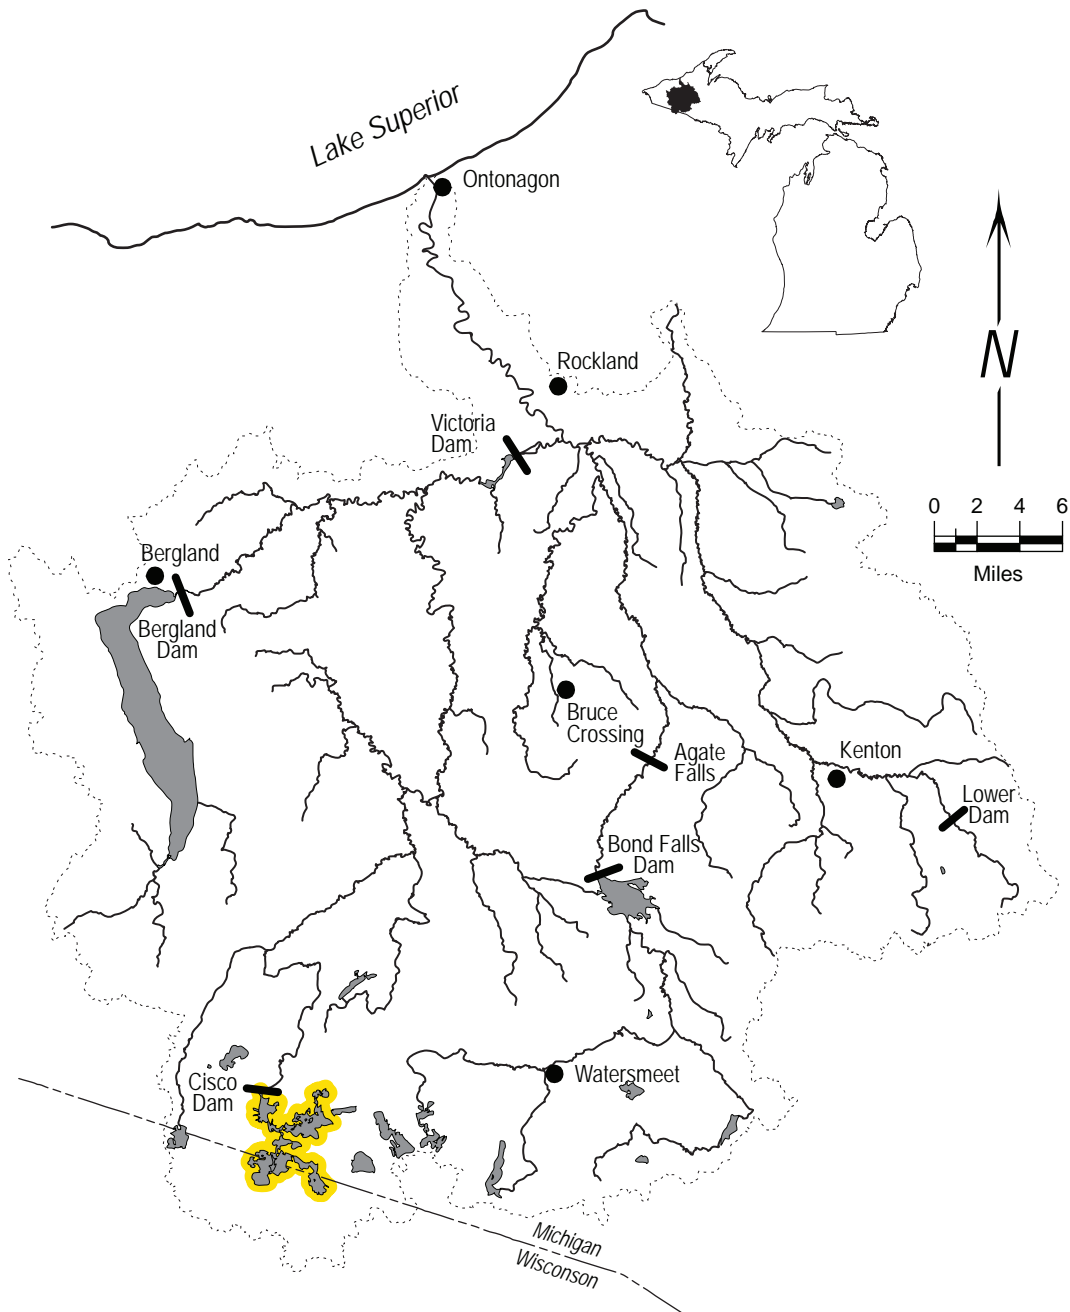 Lake Superior
Ontonagon
N
Rockland
Victoria
Dam
0 2 4 6
Miles
Bergland
Bergland
Dam
Bruce
Crossing
Agate
Falls
Kenton
Lower
Dam
Bond Falls
Dam
Cisco
Dam
Watersmeet
Michigan
Wisconson